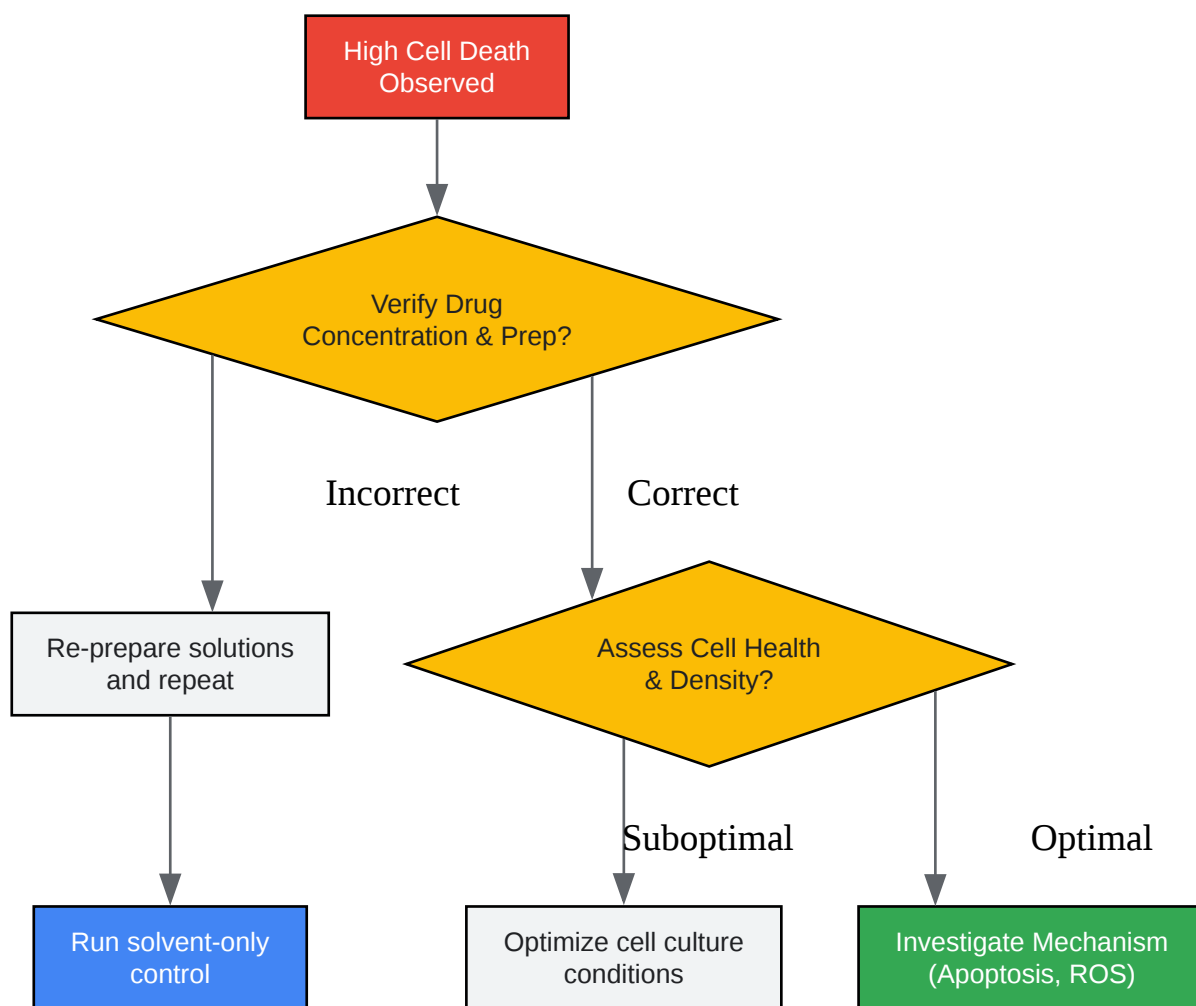 High Cell Death
Observed
Verify Drug
Concentration & Prep?
Incorrect
Correct
Re-prepare solutions
and repeat
Assess Cell Health
& Density?
Suboptimal
Optimal
Run solvent-only
control
Optimize cell culture
conditions
Investigate Mechanism
(Apoptosis, ROS)